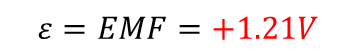 ε = EMF = +1.21V